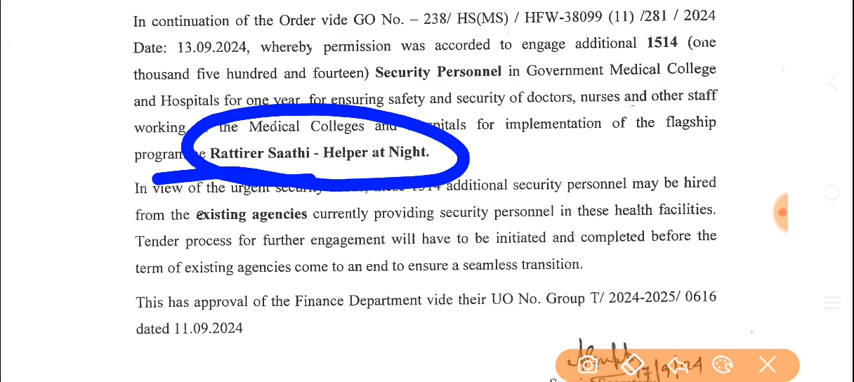 In continuation of the Order vide GO No. – 238/ HS(MS) / HFW-38099 (11) /281 / 2024
Date: 13.09.2024, whereby permission was accorded to engage additional 1514 (one
thousand five hundred and fourteen) Security Personnel in Government Medical College
and Hospitals for one year, for ensuring safety and security of doctors, nurses and other staff
working the Medical Colleges and for implementation of the flagship
Rattirer Saathi - Helper at Night.
In view of the urgent additional security personnel may be hired
from the existing agencies currently providing security personnel in these health facilities.
Tender process for further engagement will have to be initiated and completed before the
term of existing agencies come to an end to ensure a seamless transition.
This has approval of the Finance Department vide their UO No. Group T/ 2024-2025/ 0616
dated 11.09.2024